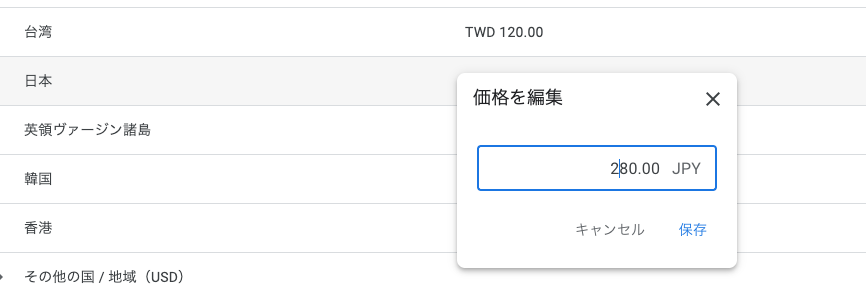 台湾 TWD 120.00
日本
価格を編集
英領ヴァージン諸島
280.00 JPY
韓国
香港
キャンセル 保存
その他の国 / 地域（USD）